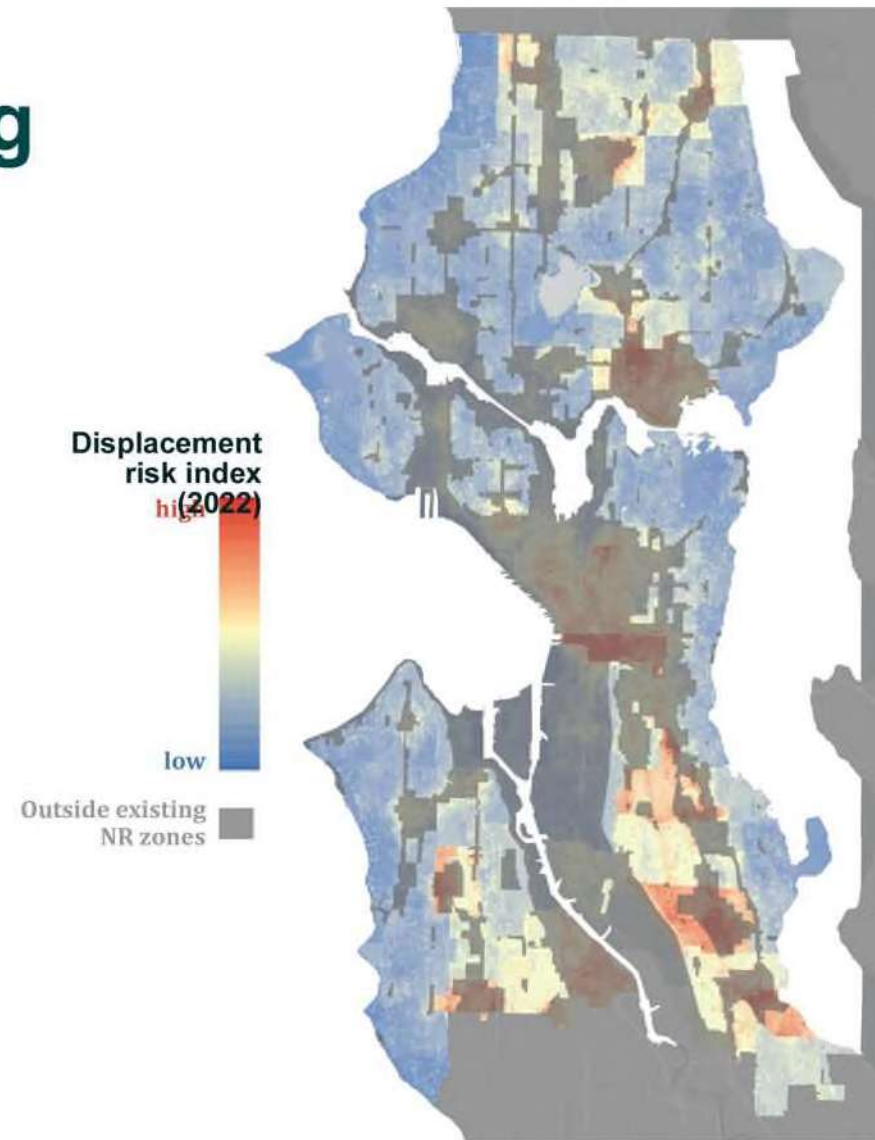 g
Displacement
risk index
(2022)
high
low
Outside existing
NR zones